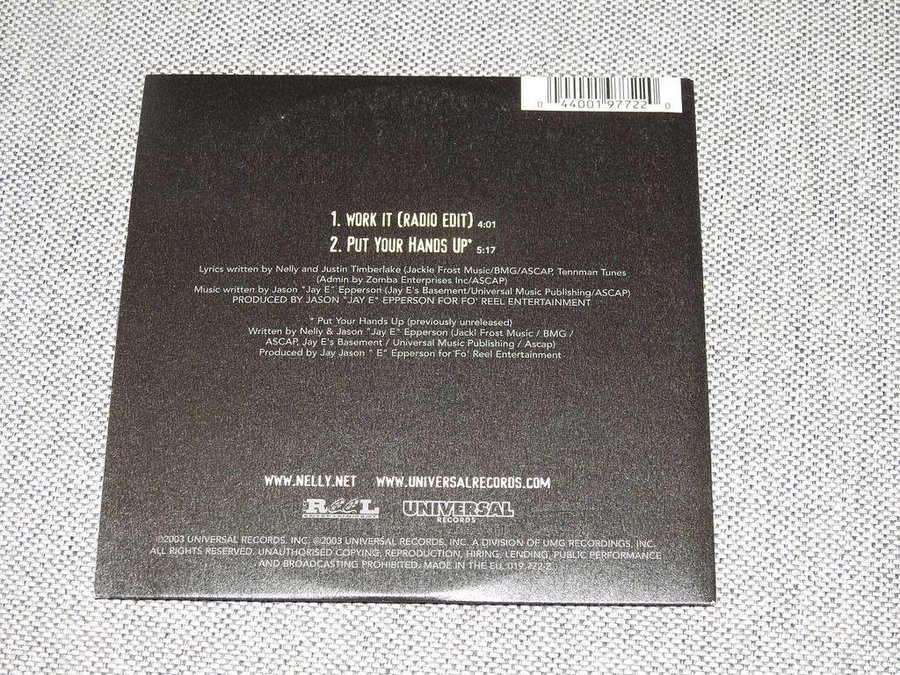 0 44001 97722 0
1. WORK IT (RADIO EDIT) 4:01
2. PUT YOUR HANDS UP* 5:17
Lyrics written by Nelly and Justin Timberlake (Jackie Frost Music/BMG/ASCAP, Tennman Tunes
(Admin by Zomba Enterprises Inc/ASCAP)
Music written by Jason "Jay E" Epperson (Jay E's Basement/Universal Music Publishing/ASCAP)
PRODUCED BY JASON "JAY E" EPPERSON FOR FO' REEL ENTERTAINMENT
* Put Your Hands Up (previously unreleased)
Written by Nelly & Jason "Jay E" Epperson (Jacki Frost Music / BMG /
ASCAP, Jay E's Basement / Universal Music Publishing / Ascap)
Produced by Jay Jason " E" Epperson for 'Fo' Reel Entertainment
WWW.NELLY.NET WWW.UNIVERSALRECORDS.COM
REEL ENTERTAINMENT
UNIVERSAL RECORDS
©2003 UNIVERSAL RECORDS. INC. ©2003 UNIVERSAL RECORDS. INC. A DIVISION OF UMG RECORDINGS, INC.
ALL RIGHTS RESERVED. UNAUTHORISED COPYING, REPRODUCTION, HIRING, LENDING, PUBLIC PERFORMANCE
AND BROADCASTING PROHIBITED. MADE IN THE EU. 019 772-2